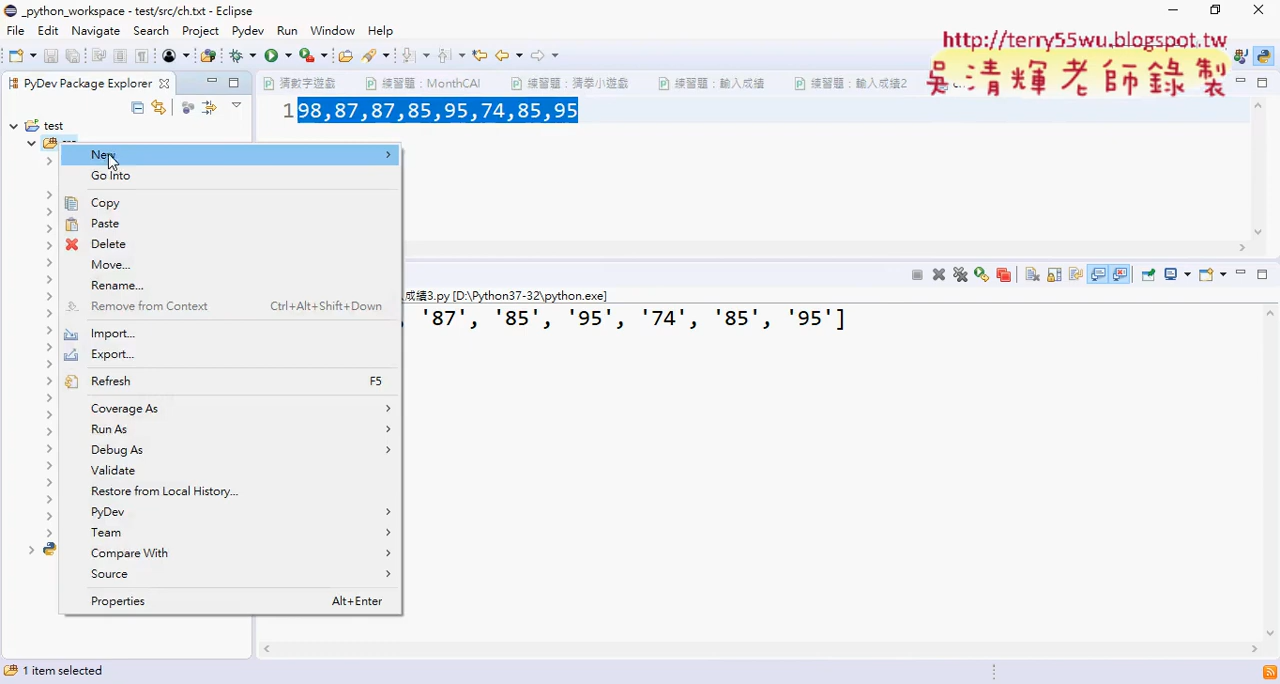 _python_workspace - test/src/ch.txt - Eclipse
File Edit Navigate Search Project Pydev Run Window Help
http://terry55wu.blogspot.tw
吳清輝老師錄製
PyDev Package Explorer
猜數字遊戲
練習題：MonthCAl
練習題：猜拳小遊戲
練習題：輸入成績
練習題：輸入成績2
1 98,87,87,85,95,74,85,95
test
New
Go Into
Copy
Paste
Delete
Move...
Rename...
Remove from Context Ctrl+Alt+Shift+Down
Import...
Export...
Refresh F5
Coverage As
Run As
Debug As
Validate
Restore from Local History...
PyDev
Team
Compare With
Source
Properties Alt+Enter
成績3.py [D:\Python37-32\python.exe]
, '87', '85', '95', '74', '85', '95']
1 item selected